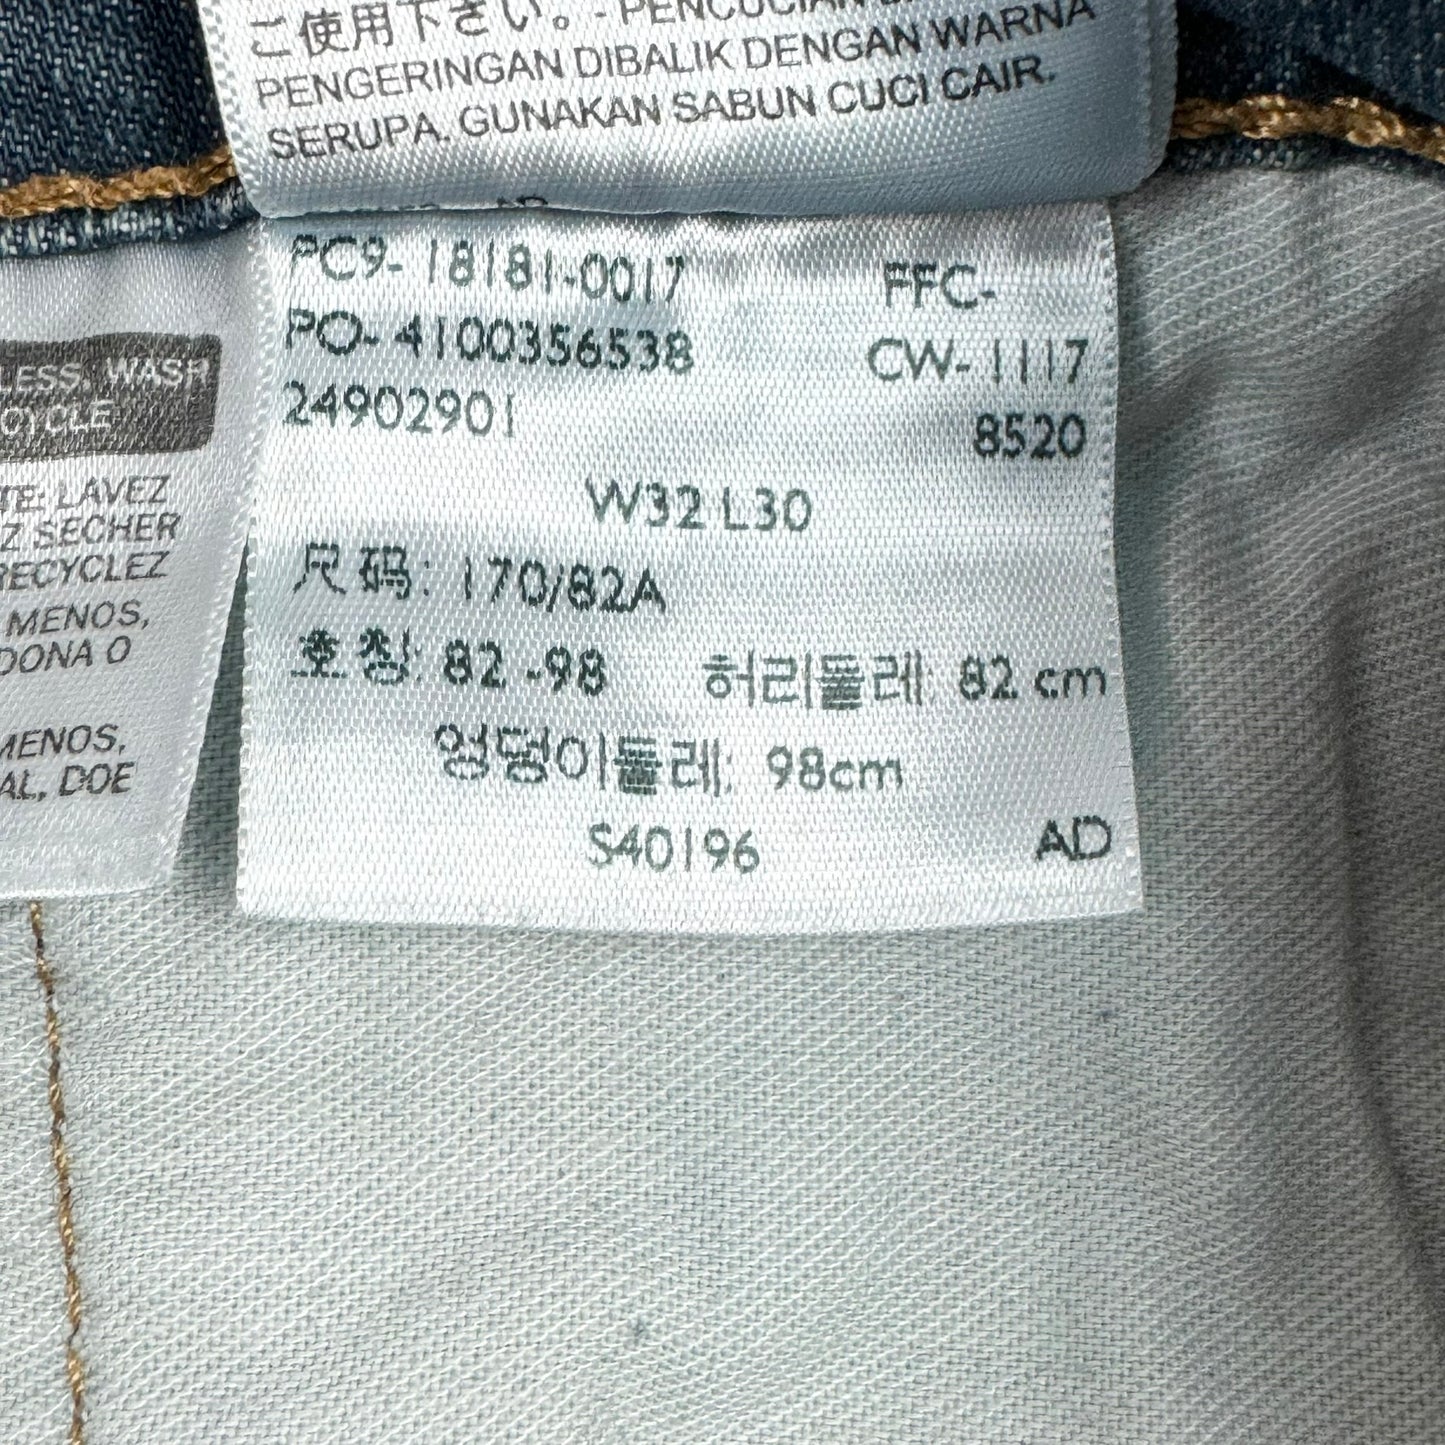 ご使用下さい。- PENCUCIAN
PENGERINGAN DIBALIK DENGAN WARNA
SERUPA. GUNAKAN SABUN CUCI CAIR.
LESS, WASH
CYCLE
TE: LAVEZ
Z SECHER
RECYCLEZ
MENOS,
DONA O
MENOS,
AL, DOE
PC9-18181-0017 FFC-
PO-4100356538 CW-1117
24902901 8520
W32 L30
尺码: 170/82A
호칭: 82-98 허리둘레: 82 cm
엉덩이둘레: 98cm
S40196 AD